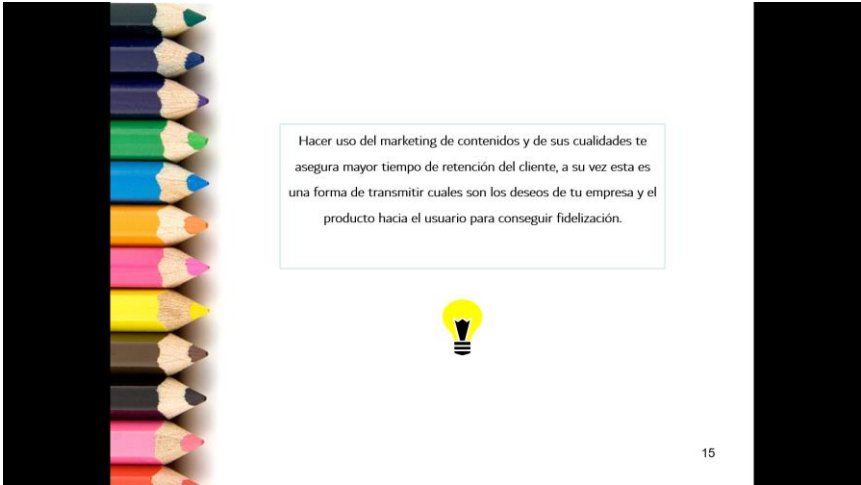 Hacer uso del marketing de contenidos y de sus cualidades te
asegura mayor tiempo de retención del cliente, a su vez esta es
una forma de transmitir cuales son los deseos de tu empresa y el
producto hacia el usuario para conseguir fidelización.
15